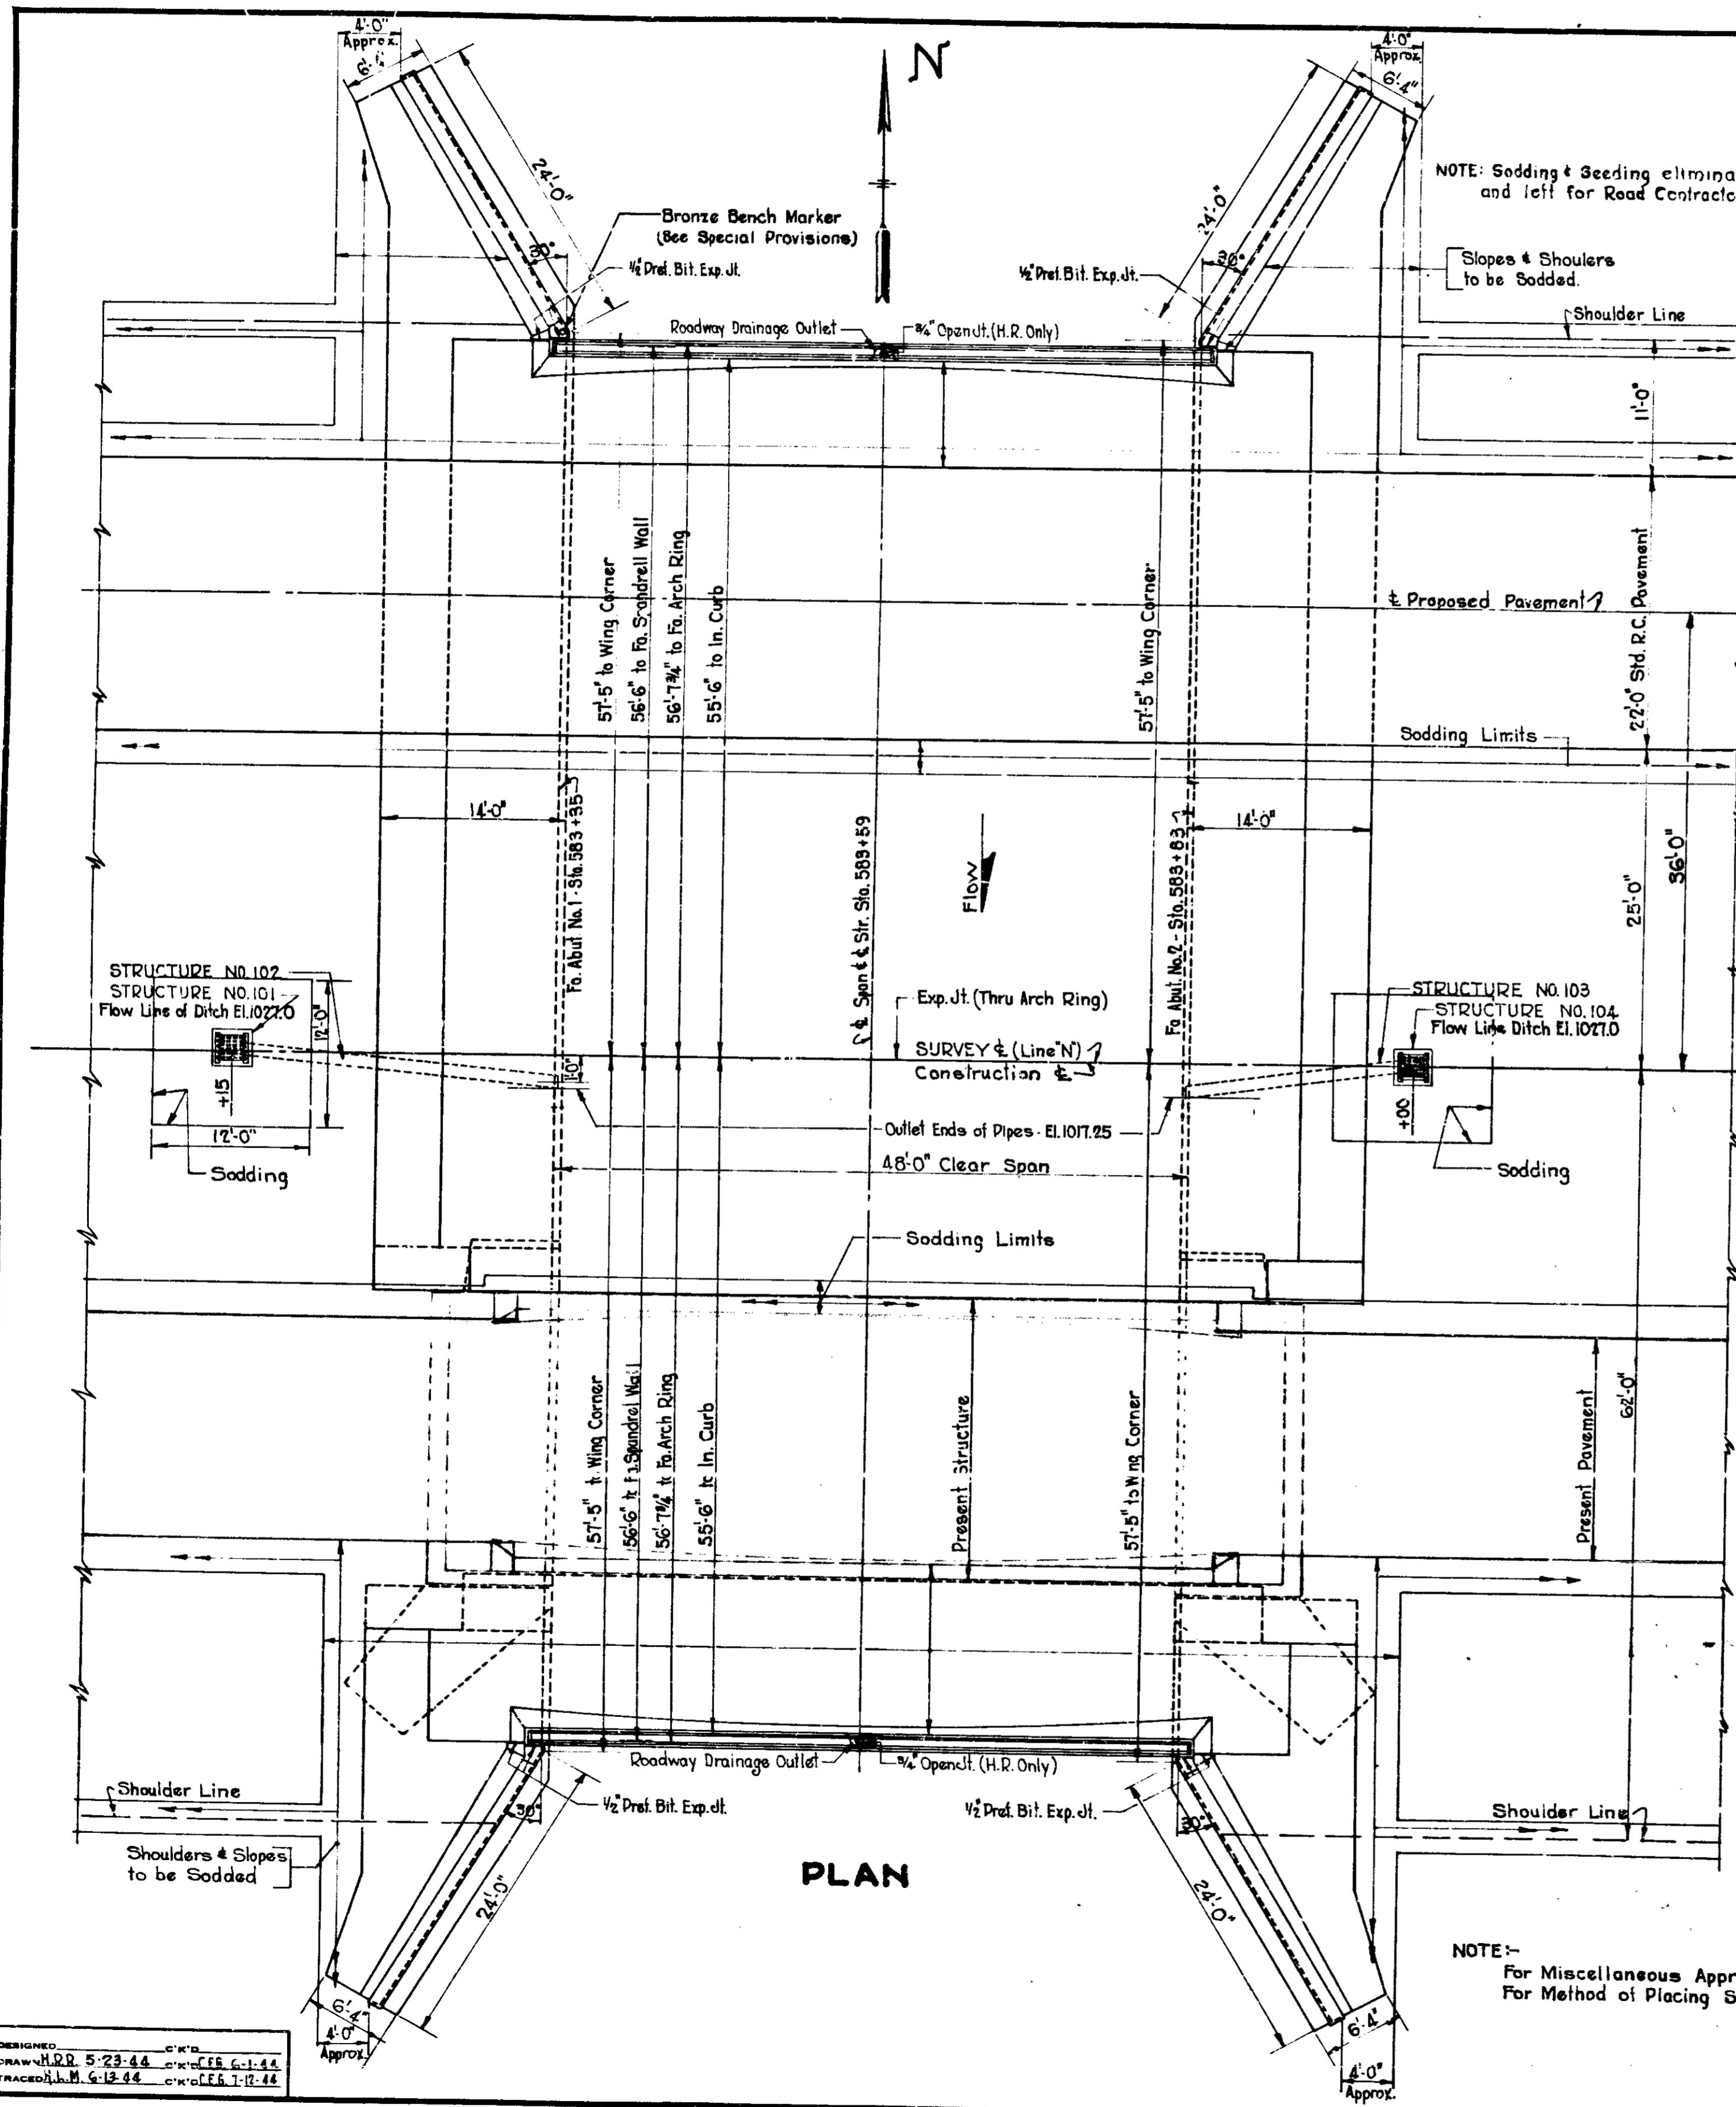 4'-0"
Approx.
6'-4"
24'-0"
N
4'-0"
Approx.
6'-4"
24'-0"
NOTE: Sodding & Seeding elimina
and left for Road Contracto
Bronze Bench Marker
(See Special Provisions)
30°
1/2" Pref. Bit. Exp. Jt.
1/2" Pref. Bit. Exp. Jt.
30°
Slopes & Shoulers
to be Sodded.
Shoulder Line
Roadway Drainage Outlet
3/4" Open Jt. (H.R. Only)
11'-0"
57'-5" to Wing Corner
56'-6" to Fa. Spandrell Wall
56'-7 3/4" to Fa. Arch Ring
55'-6" to In. Curb
57'-5" to Wing Corner
22'-0" Std. R.C. Pavement
℄ Proposed Pavement
Sodding Limits
14'-0"
Fa. Abut. No. 1 - Sta. 583+35
℄ Span & ℄ Str. Sta. 583+59
Flow
Fa. Abut. No. 2 - Sta. 583+83
14'-0"
25'-0"
36'-0"
STRUCTURE NO. 102
STRUCTURE NO. 101
Flow Line of Ditch El. 1027.0
12'-0"
+15
12'-0"
Sodding
1'-0"
Exp. Jt. (Thru Arch Ring)
SURVEY ℄ (Line "N")
Construction ℄
Outlet Ends of Pipes - El. 1017.25
48'-0" Clear Span
STRUCTURE NO. 103
STRUCTURE NO. 104
Flow Line Ditch El. 1027.0
+00
Sodding
Sodding Limits
57'-5" to Wing Corner
56'-6" to Fa. Spandrel Wall
56'-7 3/4" to Fa. Arch Ring
55'-6" to In. Curb
Present Structure
57'-5" to Wing Corner
Present Pavement
62'-0"
Roadway Drainage Outlet
3/4" Open Jt. (H.R. Only)
Shoulder Line
30°
1/2" Pref. Bit. Exp. Jt.
1/2" Pref. Bit. Exp. Jt.
30°
Shoulder Line
Shoulders & Slopes
to be Sodded
PLAN
24'-0"
24'-0"
6'-4"
4'-0"
Approx.
6'-4"
4'-0"
Approx.
NOTE:-
For Miscellaneous Appr
For Method of Placing S
DESIGNED C'K'D
DRAWN H.R.R. 5-23-44 C'K'D C.F.G. 6-1-44
TRACED H.L.M. 6-13-44 C'K'D C.F.G. 7-12-44